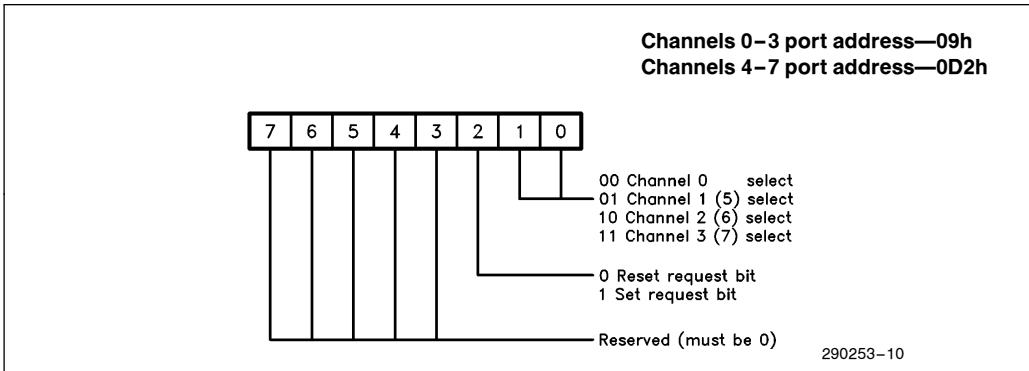 Channels 0–3 port address—09h
Channels 4–7 port address—0D2h
7 6 5 4 3 2 1 0
00 Channel 0 select
01 Channel 1 (5) select
10 Channel 2 (6) select
11 Channel 3 (7) select
0 Reset request bit
1 Set request bit
Reserved (must be 0)
290253–10